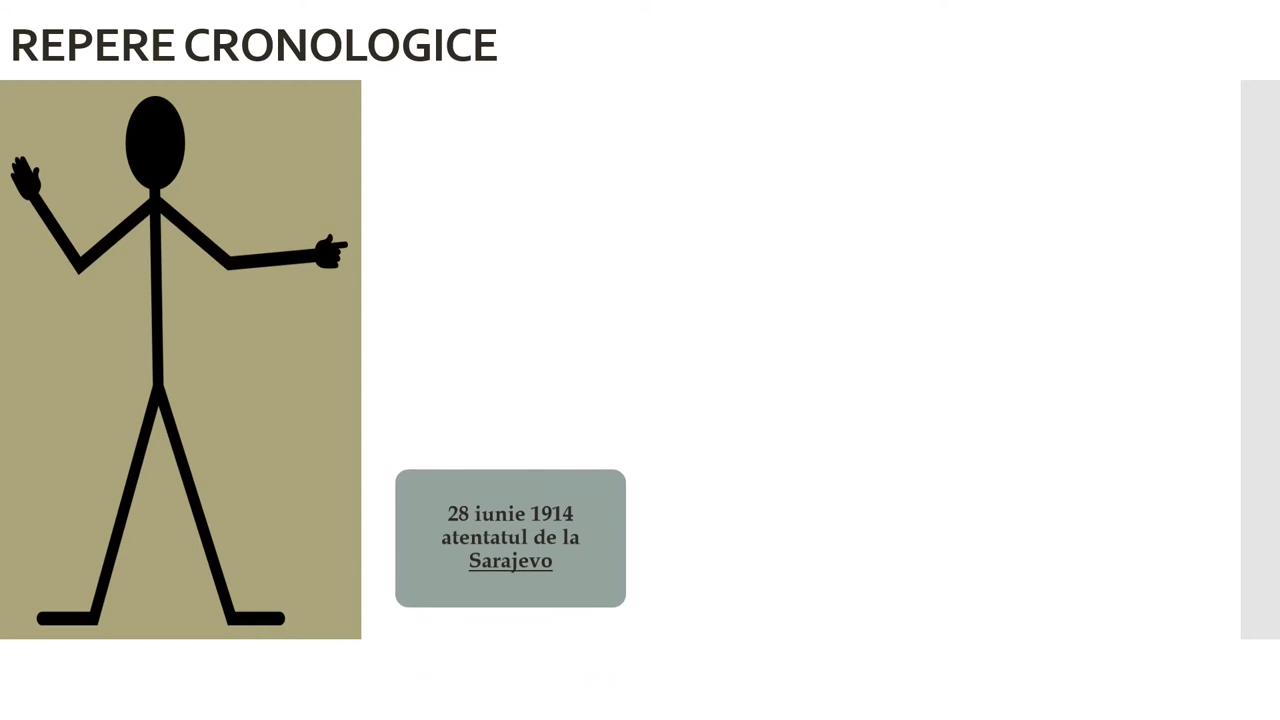 REPERE CRONOLOGICE
28 iunie 1914
atentatul de la
Sarajevo